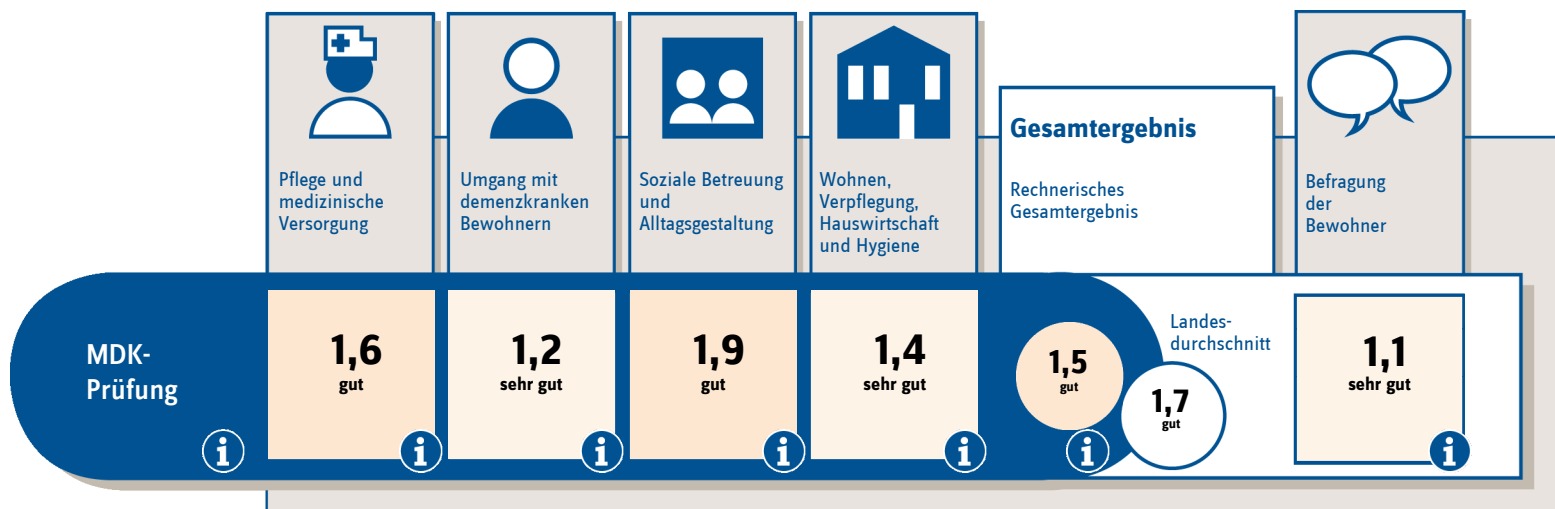 Pflege und
medizinische
Versorgung
Umgang mit
demenzkranken
Bewohnern
Soziale Betreuung
und
Alltagsgestaltung
Wohnen,
Verpflegung,
Hauswirtschaft
und Hygiene
Gesamtergebnis
Rechnerisches
Gesamtergebnis
Befragung
der
Bewohner
MDK-
Prüfung
i
1,6
gut
i
1,2
sehr gut
i
1,9
gut
i
1,4
sehr gut
i
1,5
gut
i
Landes-
durchschnitt
1,7
gut
1,1
sehr gut
i